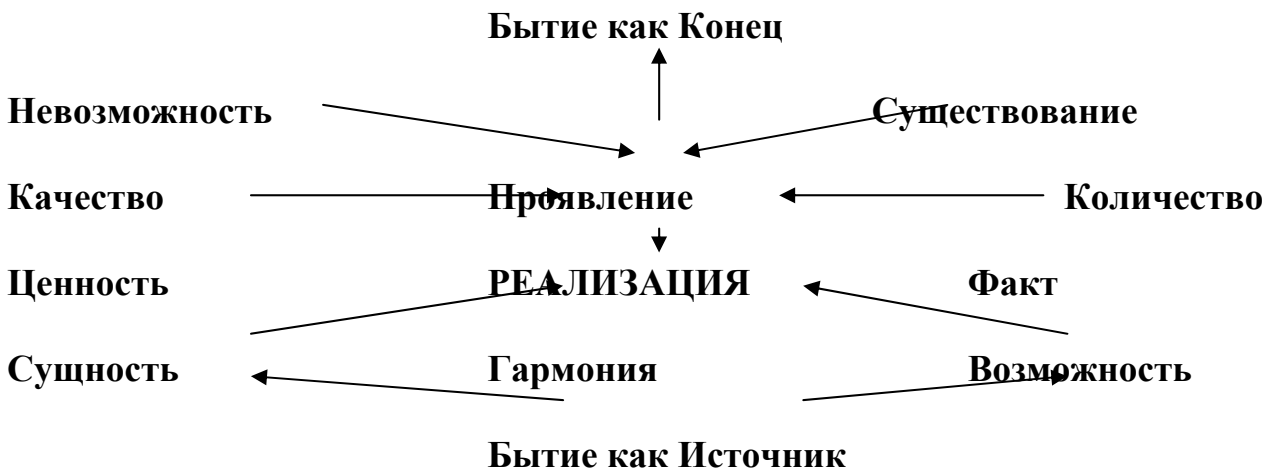 Бытие как Конец
Невозможность Существование
Качество Проявление Количество
Ценность РЕАЛИЗАЦИЯ Факт
Сущность Гармония Возможность
Бытие как Источник